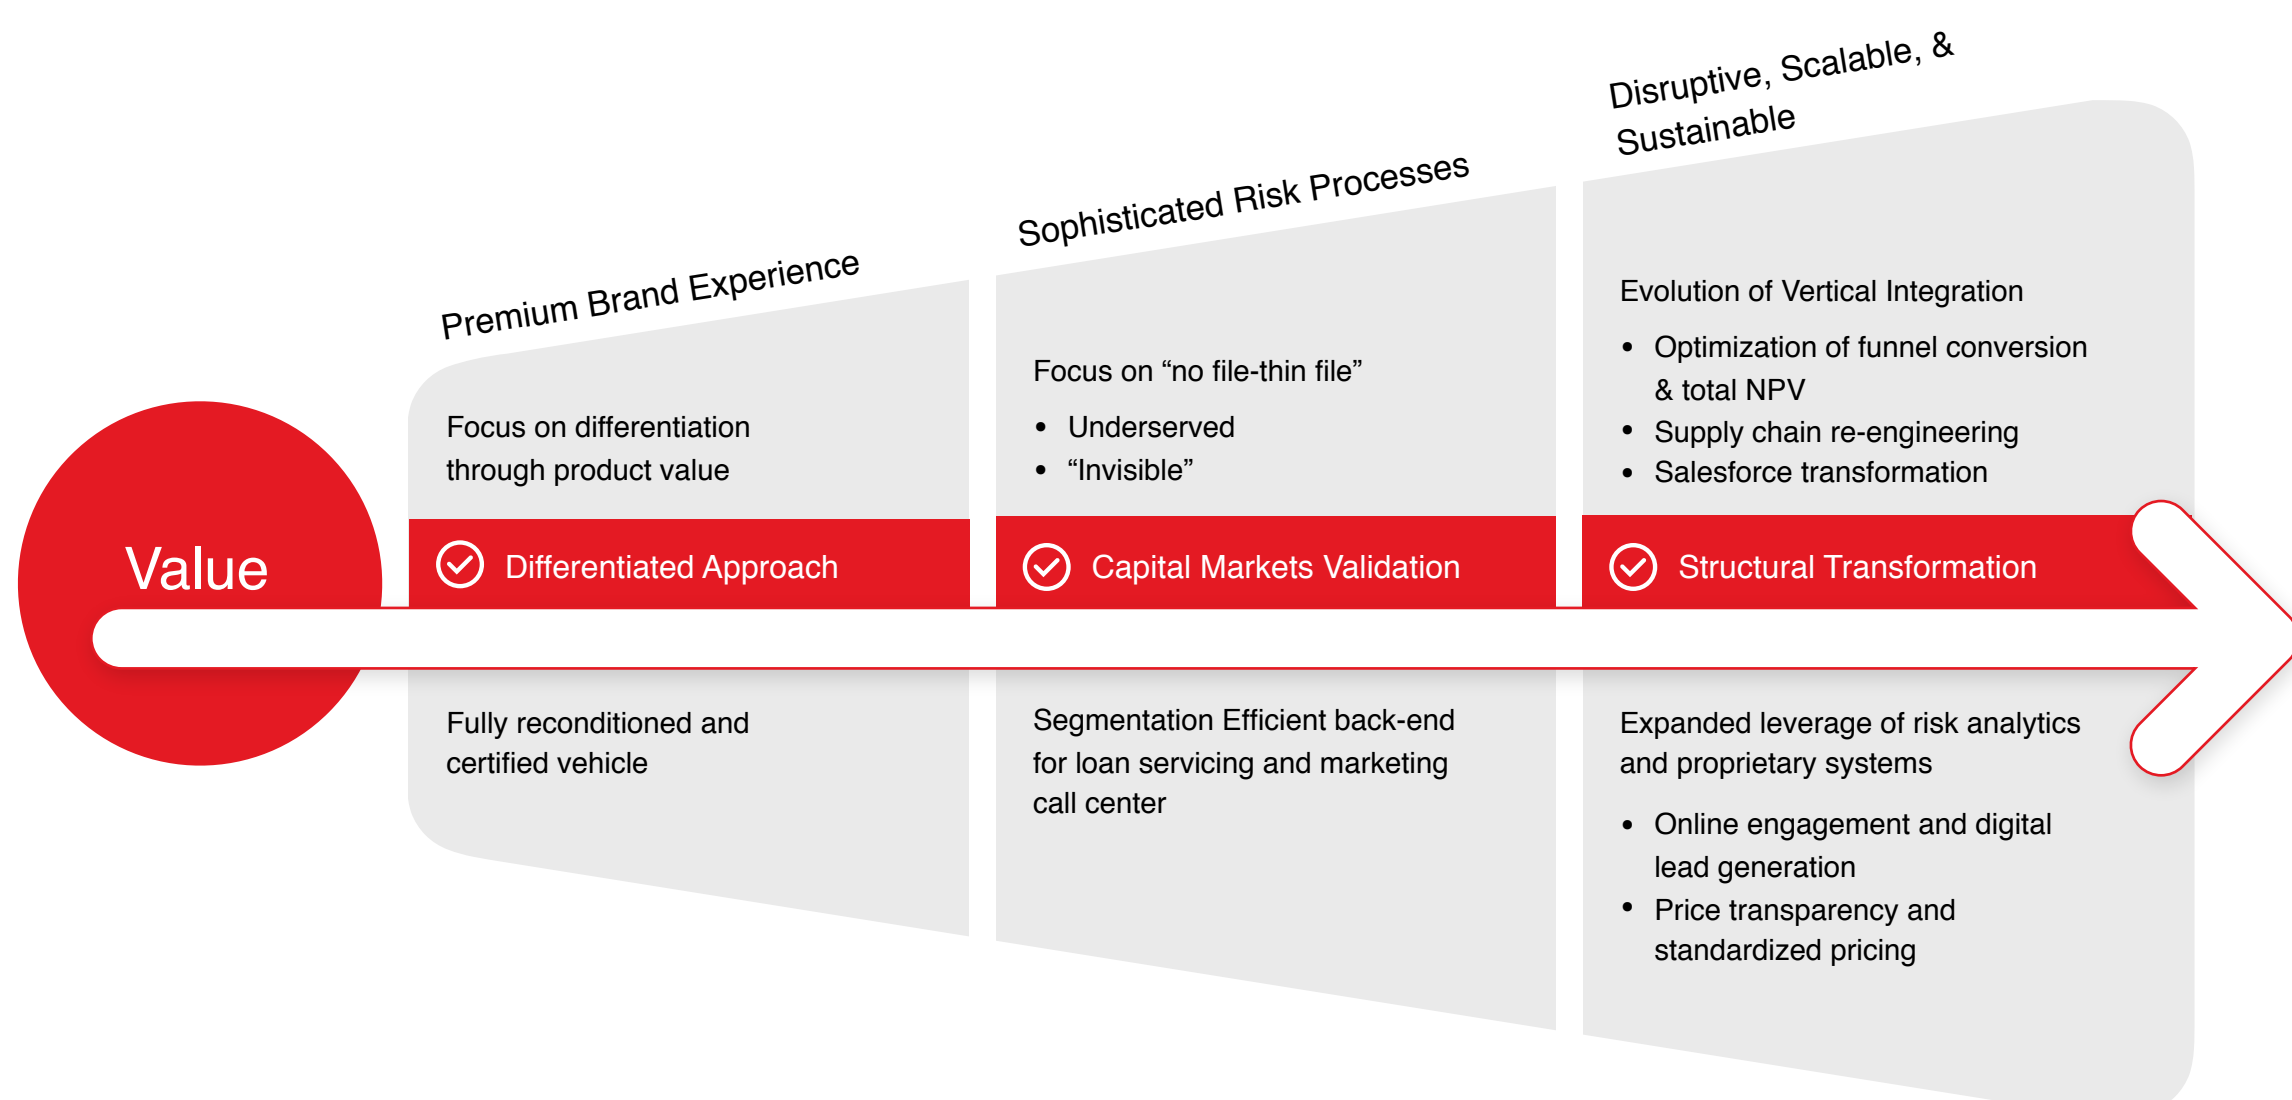 Value
Premium Brand Experience
Focus on differentiation
through product value
Differentiated Approach
Fully reconditioned and
certified vehicle
Sophisticated Risk Processes
Focus on “no file-thin file”
• Underserved
• “Invisible”
Capital Markets Validation
Segmentation Efficient back-end
for loan servicing and marketing
call center
Disruptive, Scalable, &
Sustainable
Evolution of Vertical Integration
• Optimization of funnel conversion
& total NPV
• Supply chain re-engineering
• Salesforce transformation
Structural Transformation
Expanded leverage of risk analytics
and proprietary systems
• Online engagement and digital
lead generation
• Price transparency and
standardized pricing